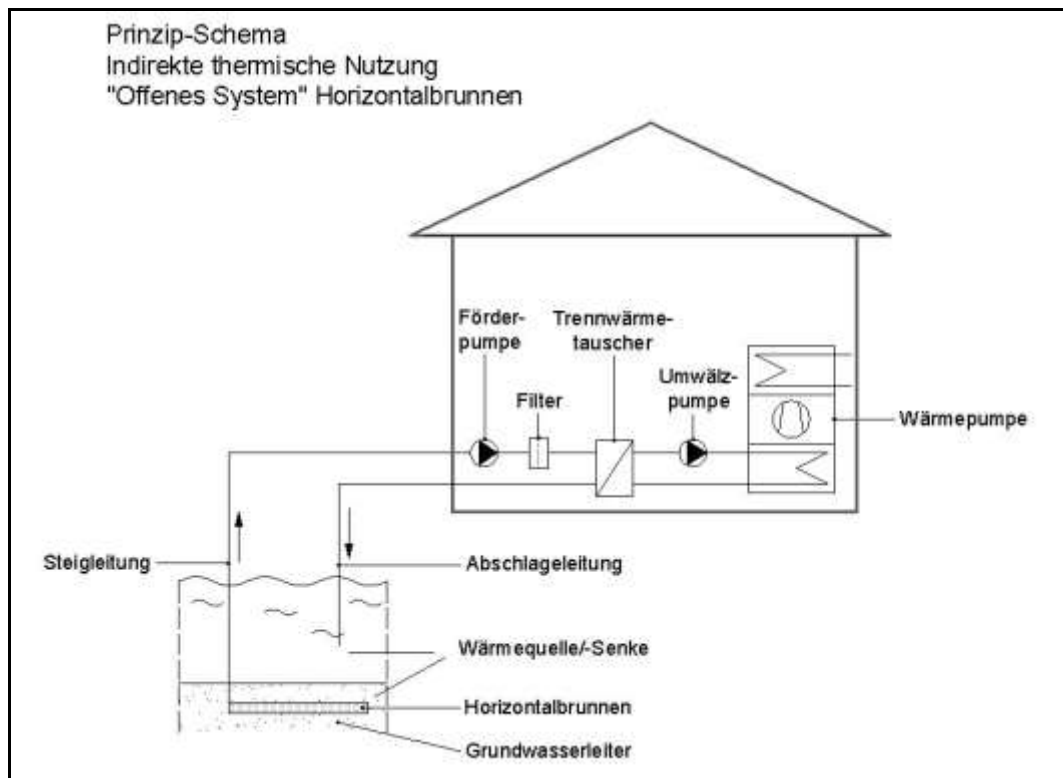 Prinzip-Schema
Indirekte thermische Nutzung
"Offenes System" Horizontalbrunnen
Förder-
pumpe
Trennwärme-
tauscher
Filter
Umwälz-
pumpe
Wärmepumpe
Steigleitung
Abschlageleitung
Wärmequelle/-Senke
Horizontalbrunnen
Grundwasserleiter